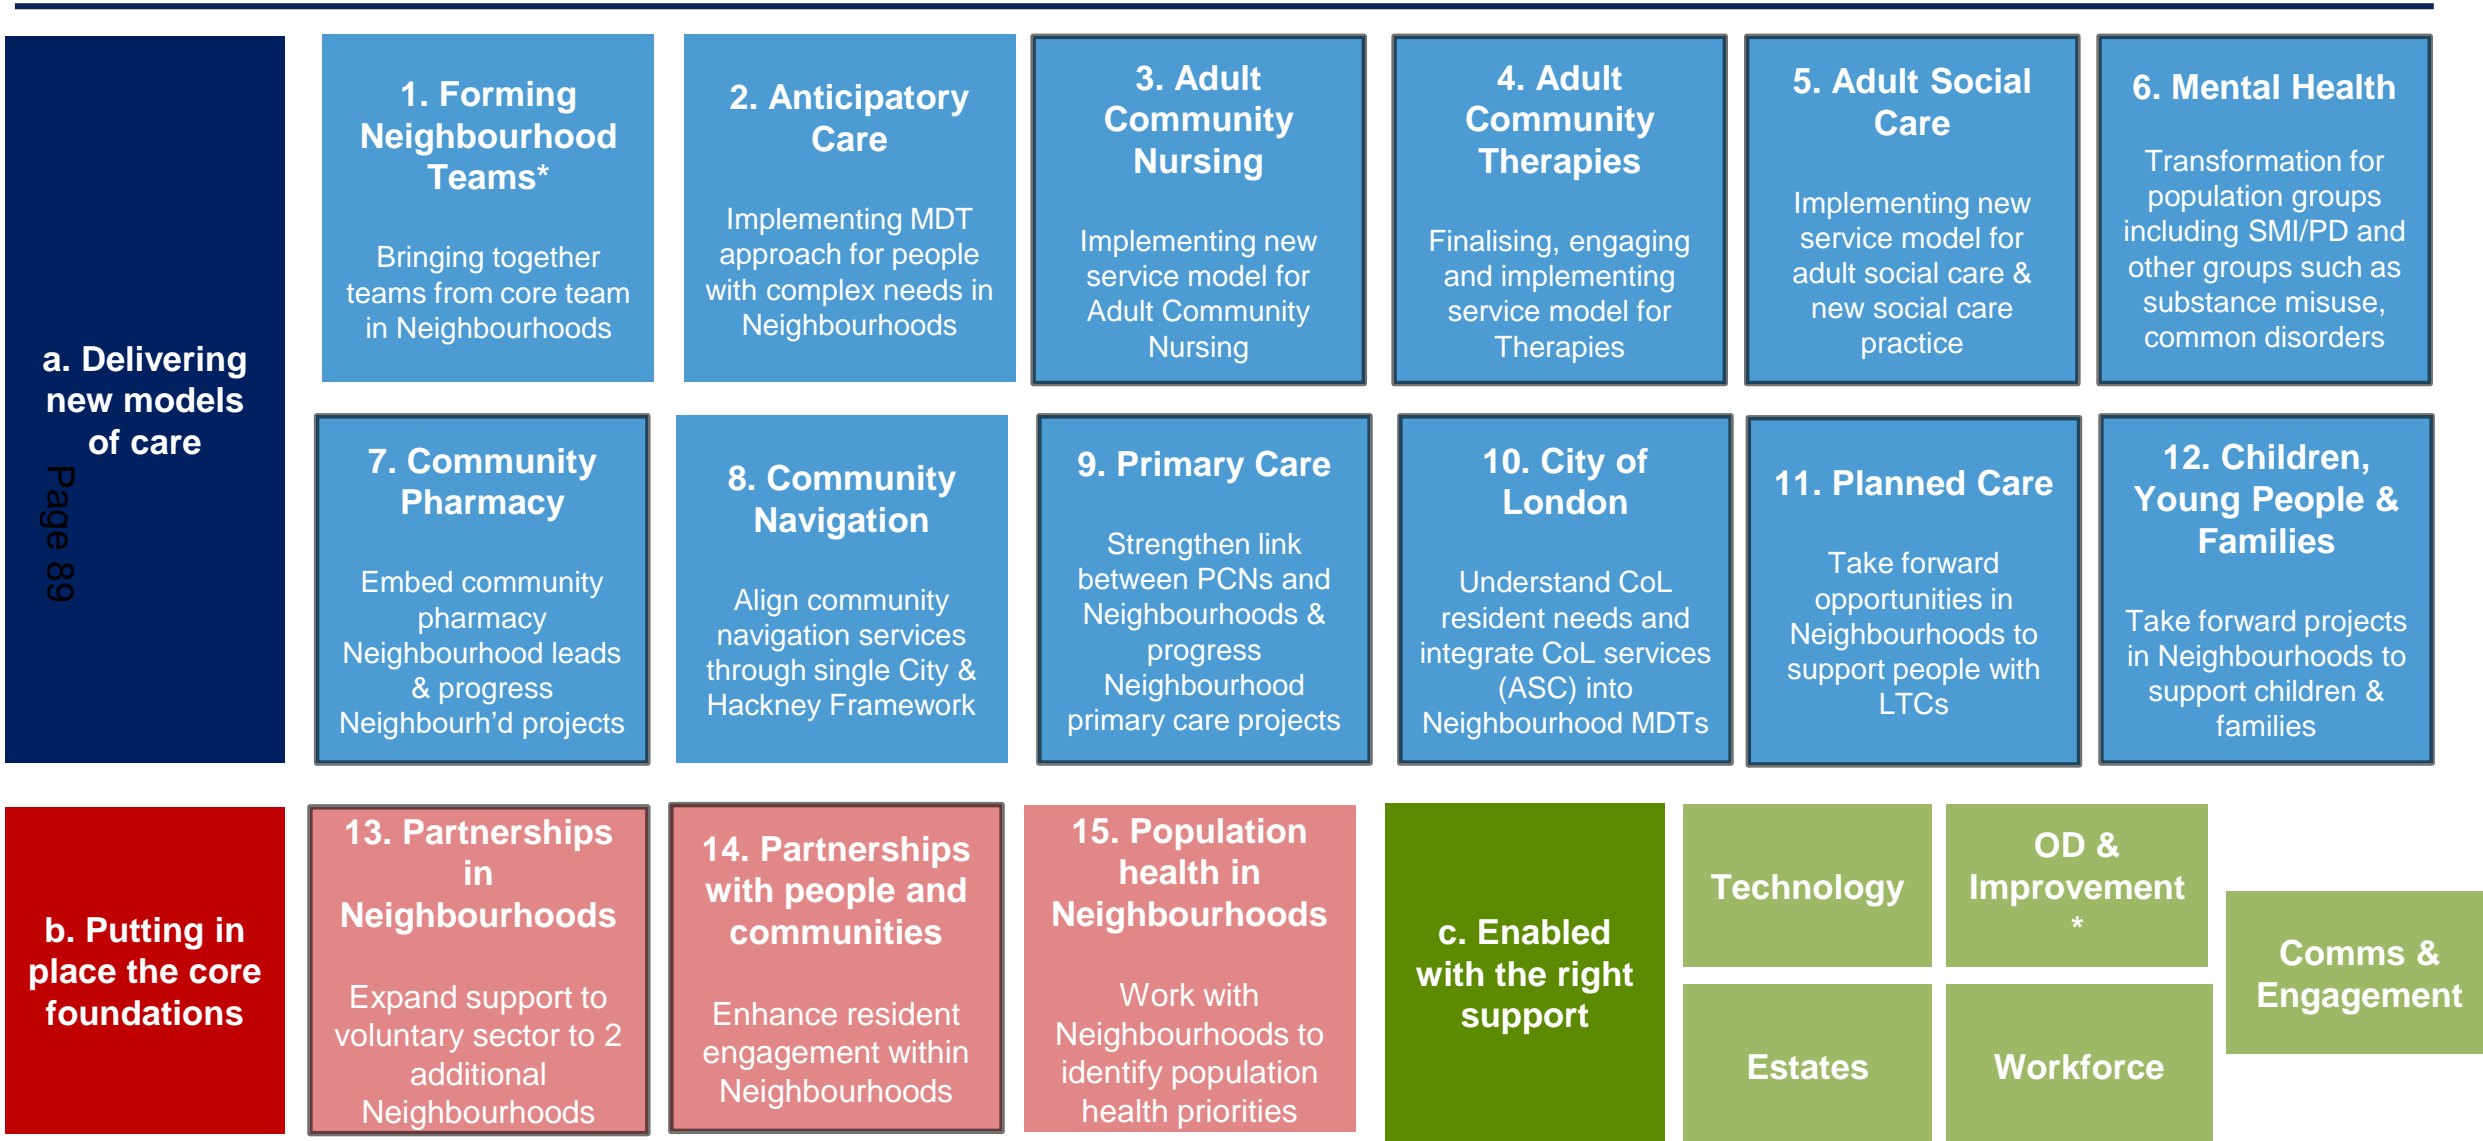 a. Delivering
new models
of care
Page 89
1. Forming
Neighbourhood
Teams*
Bringing together
teams from core team
in Neighbourhoods
2. Anticipatory
Care
Implementing MDT
approach for people
with complex needs in
Neighbourhoods
3. Adult
Community
Nursing
Implementing new
service model for
Adult Community
Nursing
4. Adult
Community
Therapies
Finalising, engaging
and implementing
service model for
Therapies
5. Adult Social
Care
Implementing new
service model for
adult social care &
new social care
practice
6. Mental Health
Transformation for
population groups
including SMI/PD and
other groups such as
substance misuse,
common disorders
7. Community
Pharmacy
Embed community
pharmacy
Neighbourhood leads
& progress
Neighbourh'd projects
8. Community
Navigation
Align community
navigation services
through single City &
Hackney Framework
9. Primary Care
Strengthen link
between PCNs and
Neighbourhoods &
progress
Neighbourhood
primary care projects
10. City of
London
Understand CoL
resident needs and
integrate CoL services
(ASC) into
Neighbourhood MDTs
11. Planned Care
Take forward
opportunities in
Neighbourhoods to
support people with
LTCs
12. Children,
Young People &
Families
Take forward projects
in Neighbourhoods to
support children &
families
b. Putting in
place the core
foundations
13. Partnerships
in
Neighbourhoods
Expand support to
voluntary sector to 2
additional
Neighbourhoods
14. Partnerships
with people and
communities
Enhance resident
engagement within
Neighbourhoods
15. Population
health in
Neighbourhoods
Work with
Neighbourhoods to
identify population
health priorities
c. Enabled
with the right
support
Technology
OD &
Improvement
*
Estates
Workforce
Comms &
Engagement